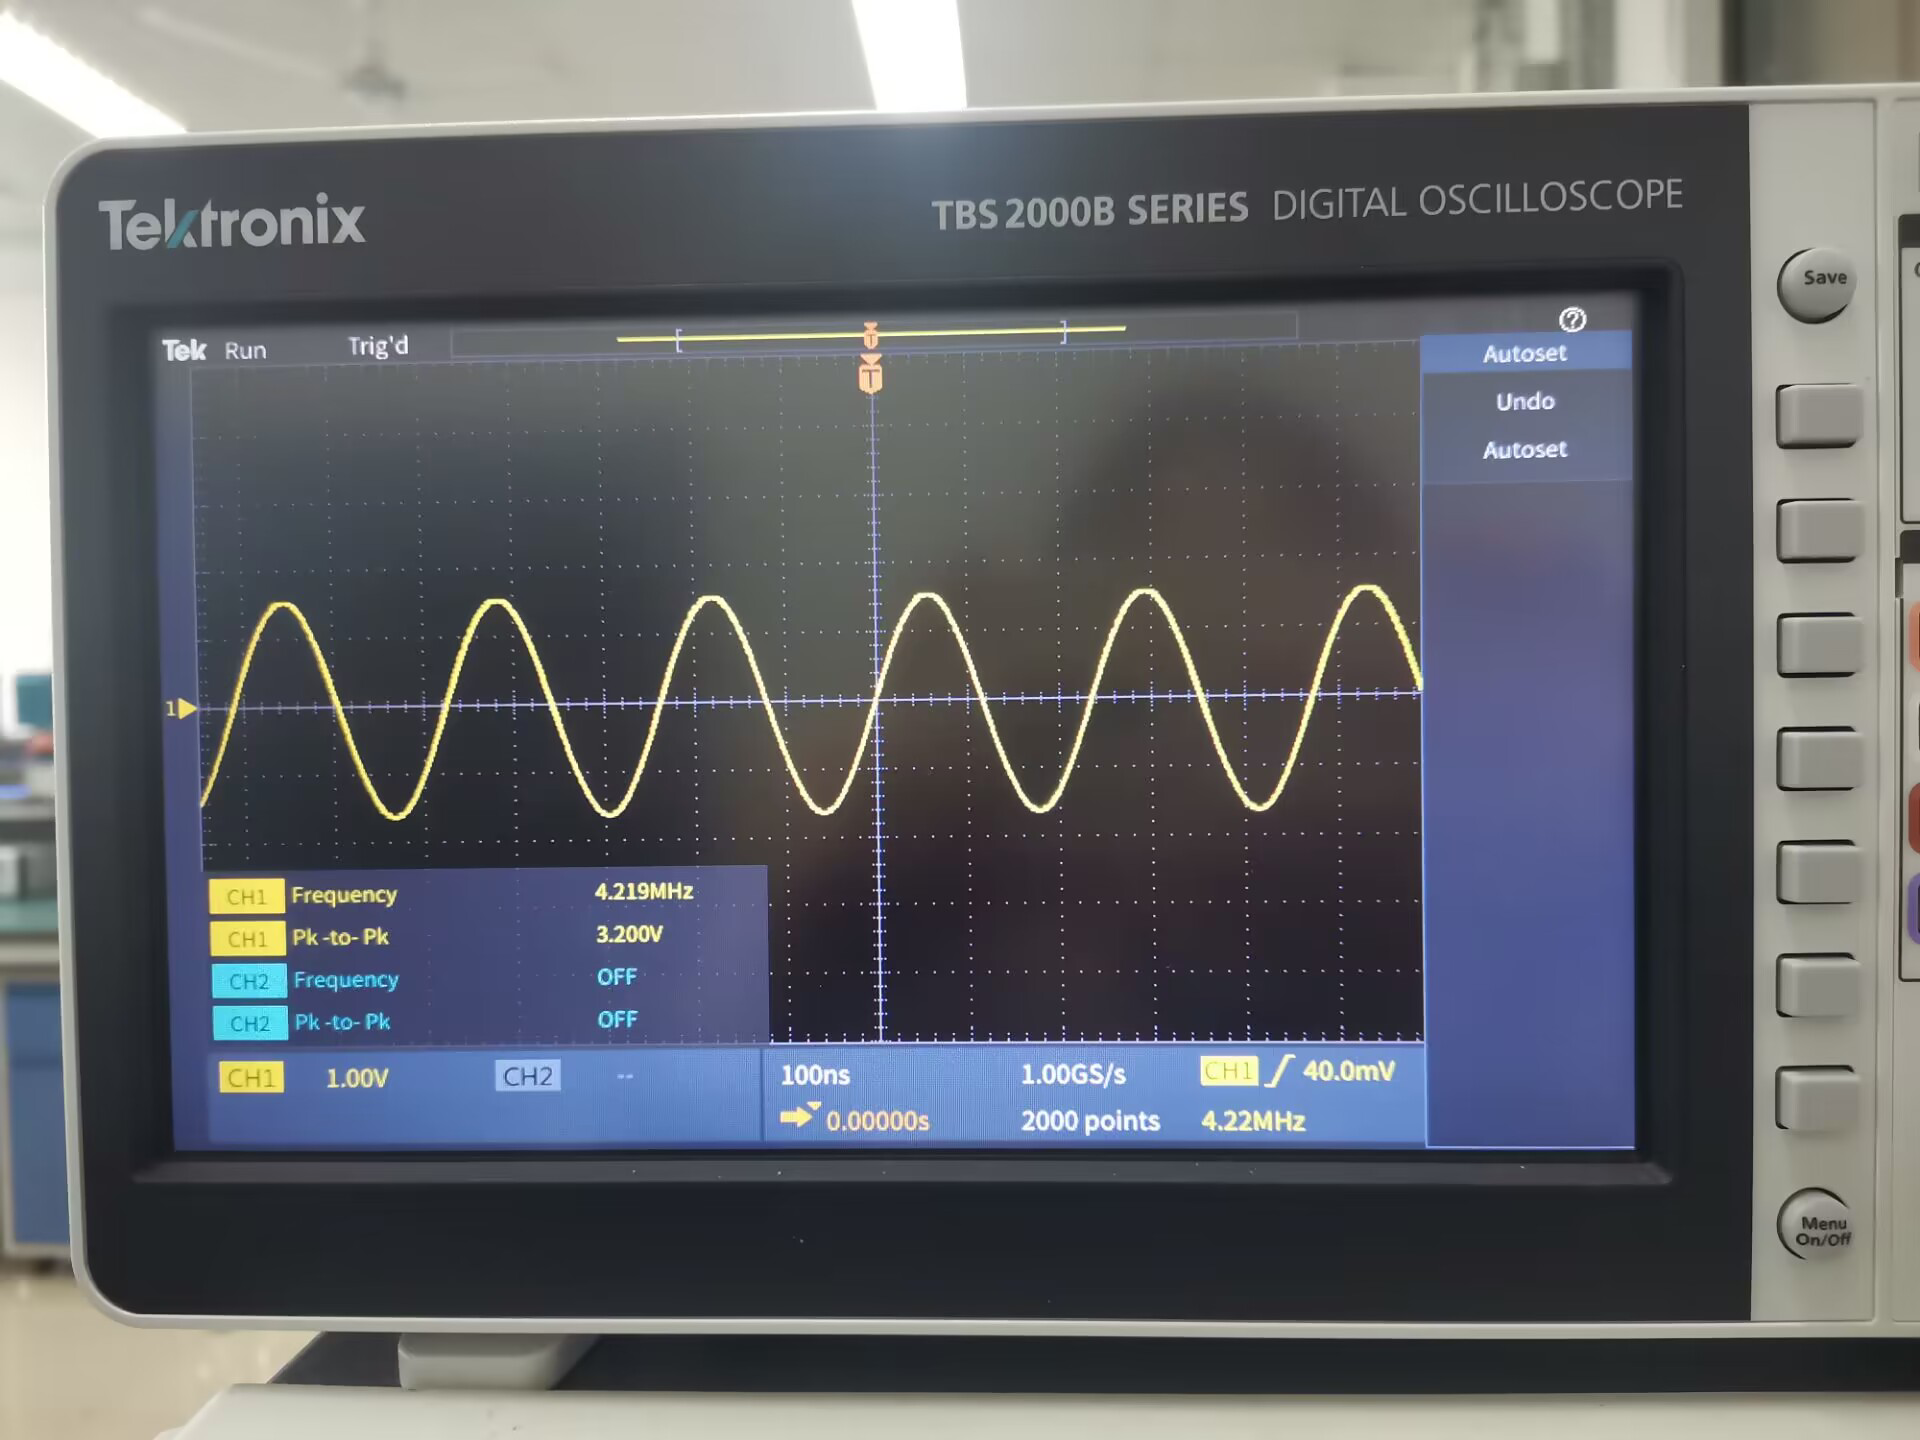 Tektronix
TBS 2000B SERIES DIGITAL OSCILLOSCOPE
Save
Tek Run Trig'd
T
T
Autoset
Undo
Autoset
1
CH1 Frequency 4.219MHz
CH1 Pk -to- Pk 3.200V
CH2 Frequency OFF
CH2 Pk -to- Pk OFF
CH1 1.00V CH2 -- 100ns 1.00GS/s CH1 40.0mV
0.00000s 2000 points 4.22MHz
Menu
On/Off